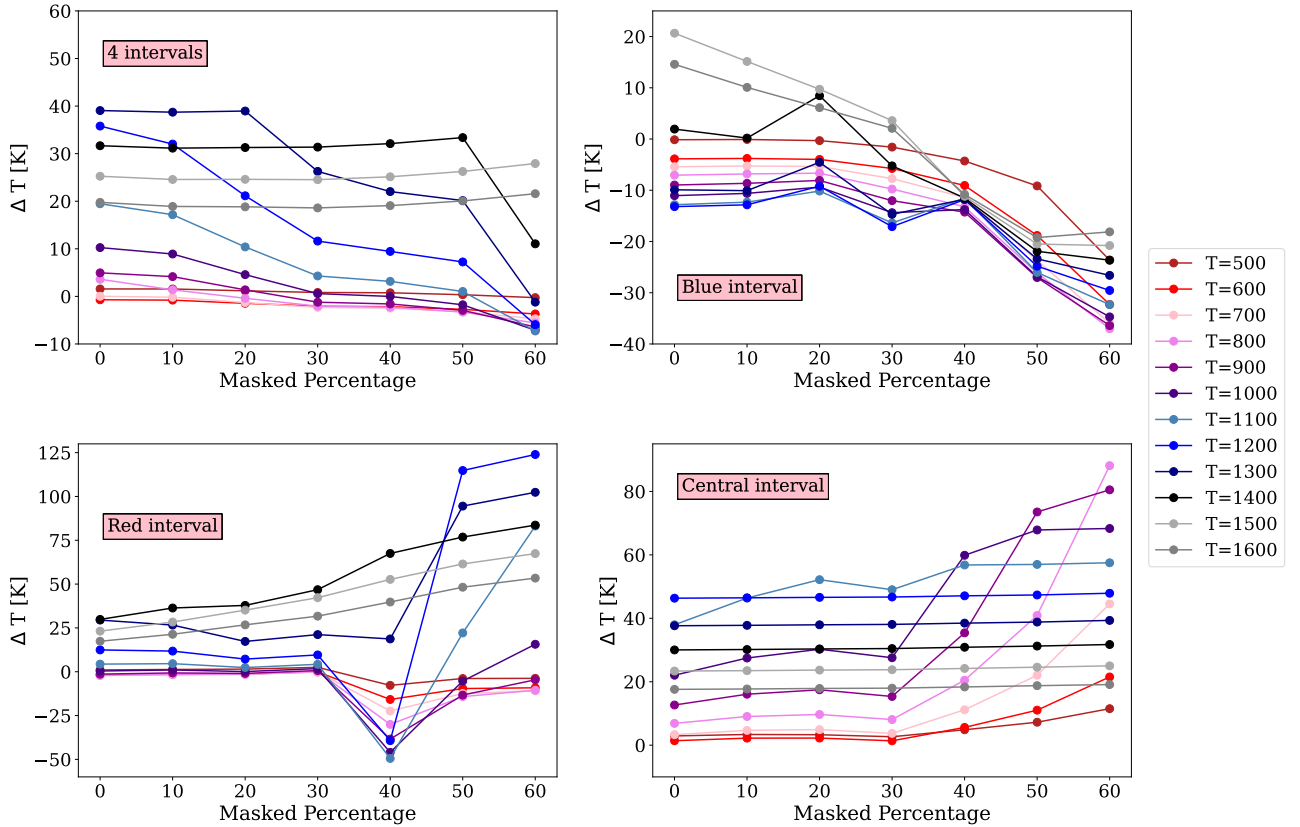 60
50
40
30
20
10
0
−10
Δ T [K]
4 intervals
0 10 20 30 40 50 60
Masked Percentage
20
10
0
−10
−20
−30
−40
Δ T [K]
Blue interval
0 10 20 30 40 50 60
Masked Percentage
125
100
75
50
25
0
−25
−50
Δ T [K]
Red interval
0 10 20 30 40 50 60
Masked Percentage
80
60
40
20
0
Δ T [K]
Central interval
0 10 20 30 40 50 60
Masked Percentage
T=500
T=600
T=700
T=800
T=900
T=1000
T=1100
T=1200
T=1300
T=1400
T=1500
T=1600